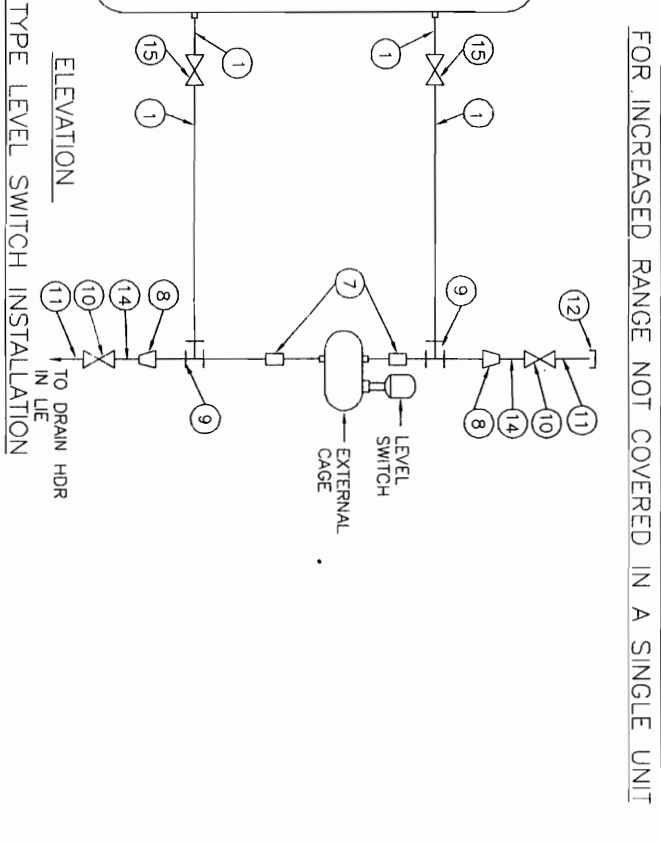 FOR INCREASED RANGE NOT COVERED IN A SINGLE UNIT
12
11
10
14
8
9
1
15
1
7
LEVEL
SWITCH
EXTERNAL
CAGE
1
15
1
9
8
14
10
11
TO DRAIN HDR
IN LIE
ELEVATION
TYPE LEVEL SWITCH INSTALLATION